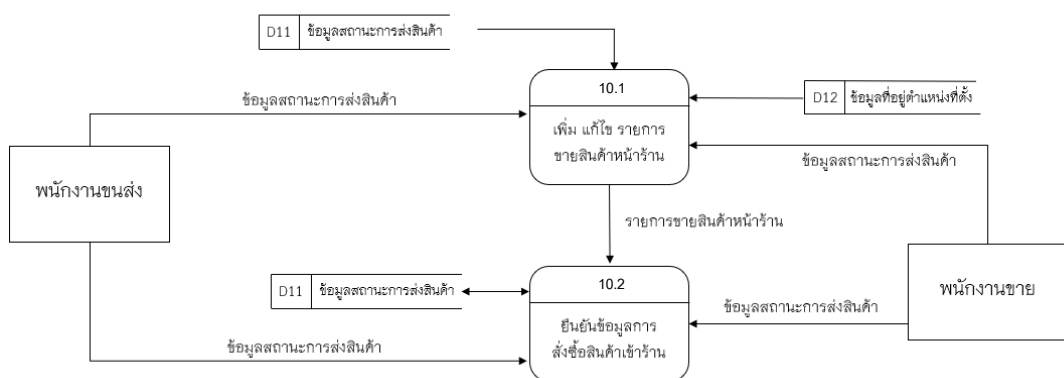 D11 ข้อมูลสถานะการส่งสินค้า
10.1
ข้อมูลสถานะการส่งสินค้า
D12 ข้อมูลที่อยู่ตำแหน่งที่ตั้ง
เพิ่ม แก้ไข รายการ
ขายสินค้าหน้าร้าน
ข้อมูลสถานะการส่งสินค้า
พนักงานขนส่ง
รายการขายสินค้าหน้าร้าน
10.2
D11 ข้อมูลสถานะการส่งสินค้า
พนักงานขาย
ข้อมูลสถานะการส่งสินค้า
ยืนยันข้อมูลการ
สั่งซื้อสินค้าเข้าร้าน
ข้อมูลสถานะการส่งสินค้า